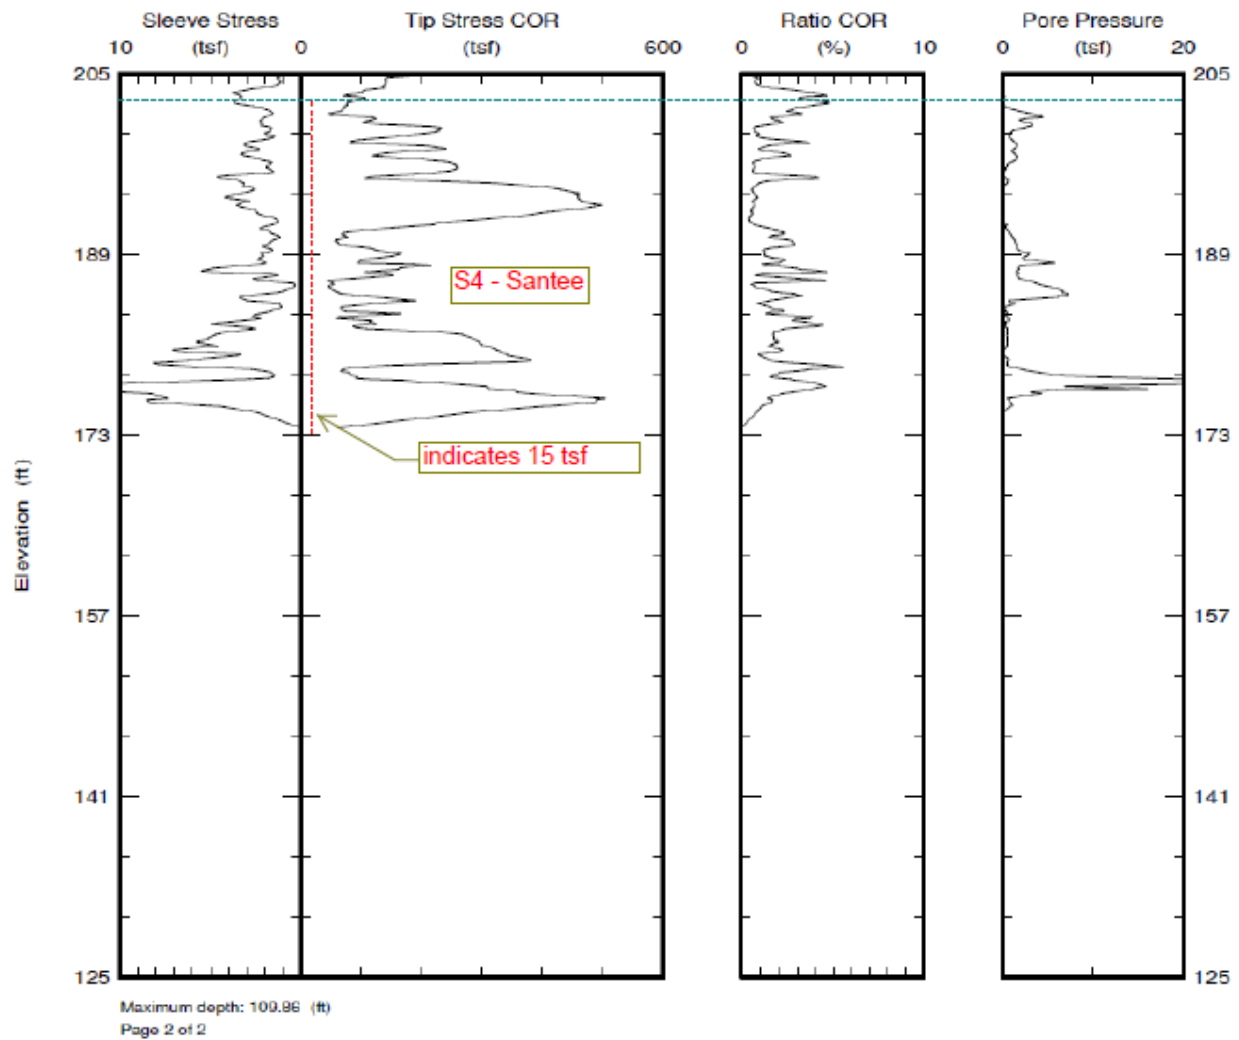 Sleeve Stress Tip Stress COR Ratio COR Pore Pressure
(tsf) (tsf) (%) (tsf)
10 0 600 0 10 0 20
205 205
189 189
S4 - Santee
173 173
indicates 15 tsf
Elevation (ft)
157 157
141 141
125 125
Maximum depth: 109.86 (ft)
Page 2 of 2